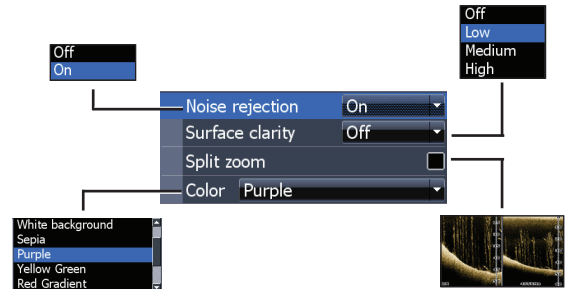 Off
Low
Medium
High
Off
On
Noise rejection On
Surface clarity Off
Split zoom
Color Purple
White background
Sepia
Purple
Yellow Green
Red Gradient